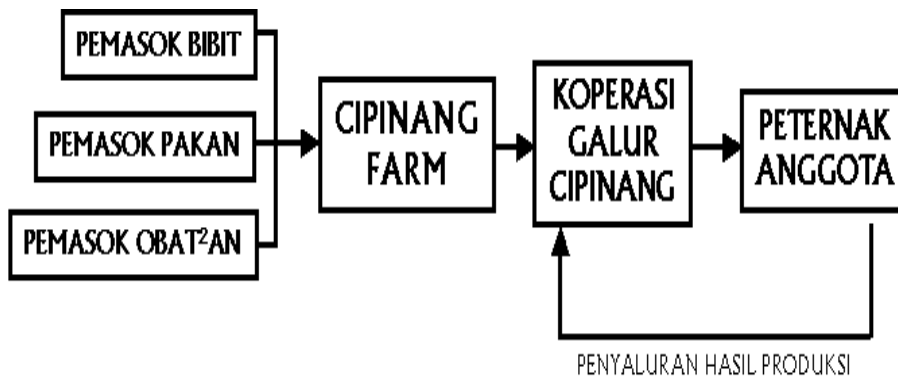 PEMASOK BIBIT
PEMASOK PAKAN
PEMASOK OBAT²AN
CIPINANG
FARM
KOPERASI
GALUR
CIPINANG
PETERNAK
ANGGOTA
PENYALURAN HASIL PRODUKSI